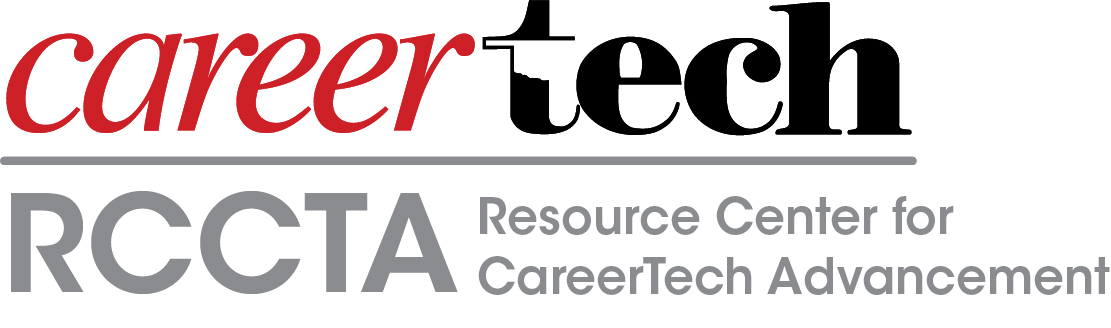 careertech
RCCTA
Resource Center for
CareerTech Advancement